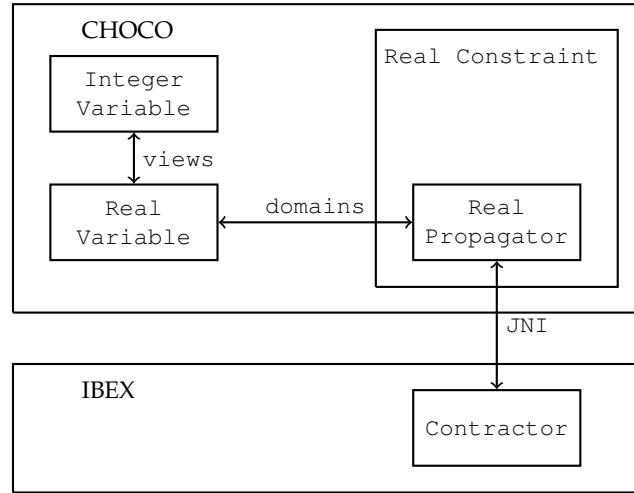 CHOCO
Real Constraint
Integer
Variable
views
Real
Variable
domains
Real
Propagator
JNI
IBEX
Contractor